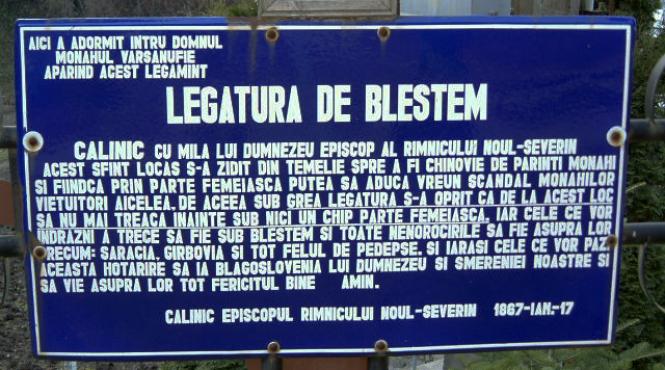 AICI A ADORMIT INTRU DOMNUL
MONAHUL VARSANUFIE
APARIND ACEST LEGAMINT
LEGATURA DE BLESTEM
CALINIC CU MILA LUI DUMNEZEU EPISCOP AL RIMNICULUI NOUL-SEVERIN
ACEST SFINT LOCAS S-A ZIDIT DIN TEMELIE SPRE A FI CHINOVIE DE PARINTI MONAHI
SI FIINDCA PRIN PARTE FEMEIASCA PUTEA SA ADUCA VREUN SCANDAL MONAHILOR
VIETUITORI AICELEA. DE ACEEA SUB GREA LEGATURA S-A OPRIT CA DE LA ACEST LOC
SA NU MAI TREACA INAINTE SUB NICI UN CHIP PARTE FEMEIASCA. IAR CELE CE VOR
INDRAZNI A TRECE SA FIE SUB BLESTEM SI TOATE NENOROCIRILE SA FIE ASUPRA LOR
PRECUM: SARACIA, GIRBOVIA SI TOT FELUL DE PEDEPSE. SI IARASI CELE CE VOR PAZI
ACEASTA HOTARIRE SA IA BLAGOSLOVENIA LUI DUMNEZEU SI SMERENIEI NOASTRE SI
SA VIE ASUPRA LOR TOT FERICITUL BINE AMIN.
CALINIC EPISCOPUL RIMNICULUI NOUL-SEVERIN 1867-IAN.-17